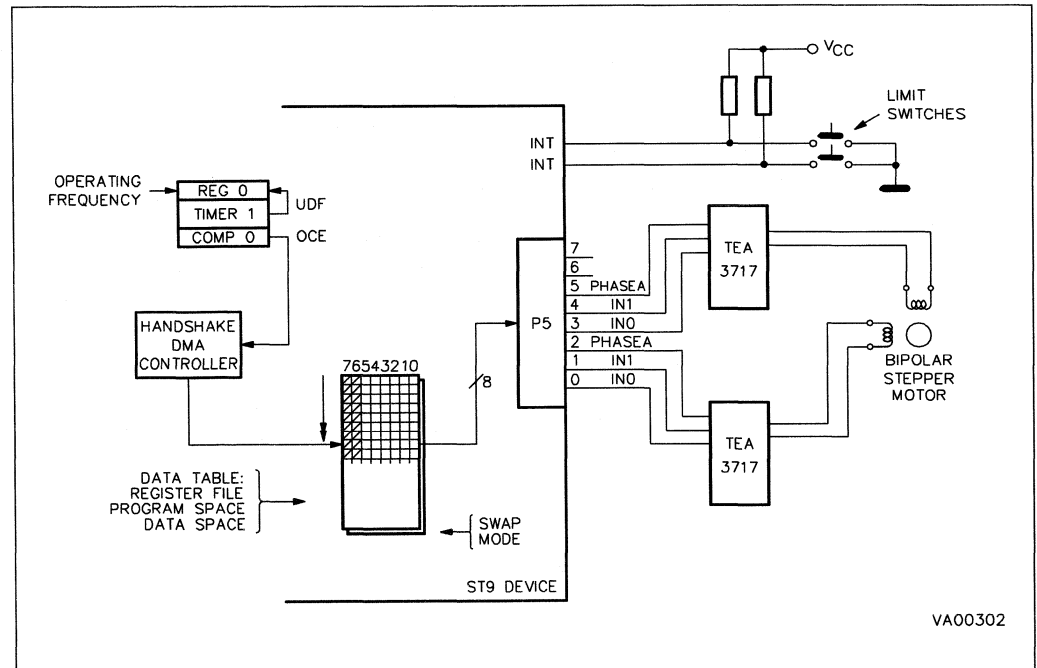 VCC
LIMIT
SWITCHES
INT
INT
OPERATING
FREQUENCY
REG 0
TIMER 1
COMP 0
UDF
OCE
HANDSHAKE
DMA
CONTROLLER
76543210
8
P5
7
6
5 PHASEA
4 IN1
3 IN0
2 PHASEA
1 IN1
0 IN0
TEA
3717
TEA
3717
BIPOLAR
STEPPER
MOTOR
DATA TABLE:
REGISTER FILE
PROGRAM SPACE
DATA SPACE
SWAP
MODE
ST9 DEVICE
VA00302